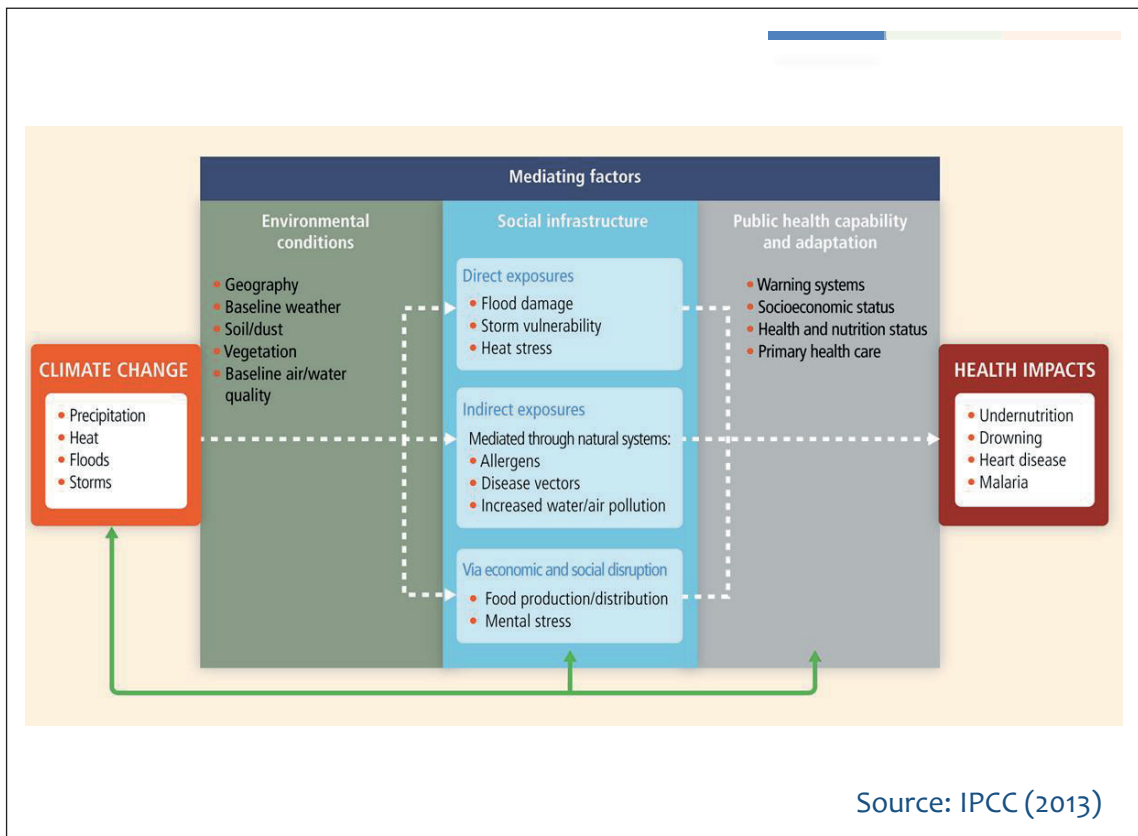 Mediating factors
Environmental
conditions
• Geography
• Baseline weather
• Soil/dust
• Vegetation
• Baseline air/water
quality
Social infrastructure
Direct exposures
• Flood damage
• Storm vulnerability
• Heat stress
Indirect exposures
Mediated through natural systems:
• Allergens
• Disease vectors
• Increased water/air pollution
Via economic and social disruption
• Food production/distribution
• Mental stress
Public health capability
and adaptation
• Warning systems
• Socioeconomic status
• Health and nutrition status
• Primary health care
CLIMATE CHANGE
• Precipitation
• Heat
• Floods
• Storms
HEALTH IMPACTS
• Undernutrition
• Drowning
• Heart disease
• Malaria
Source: IPCC (2013)